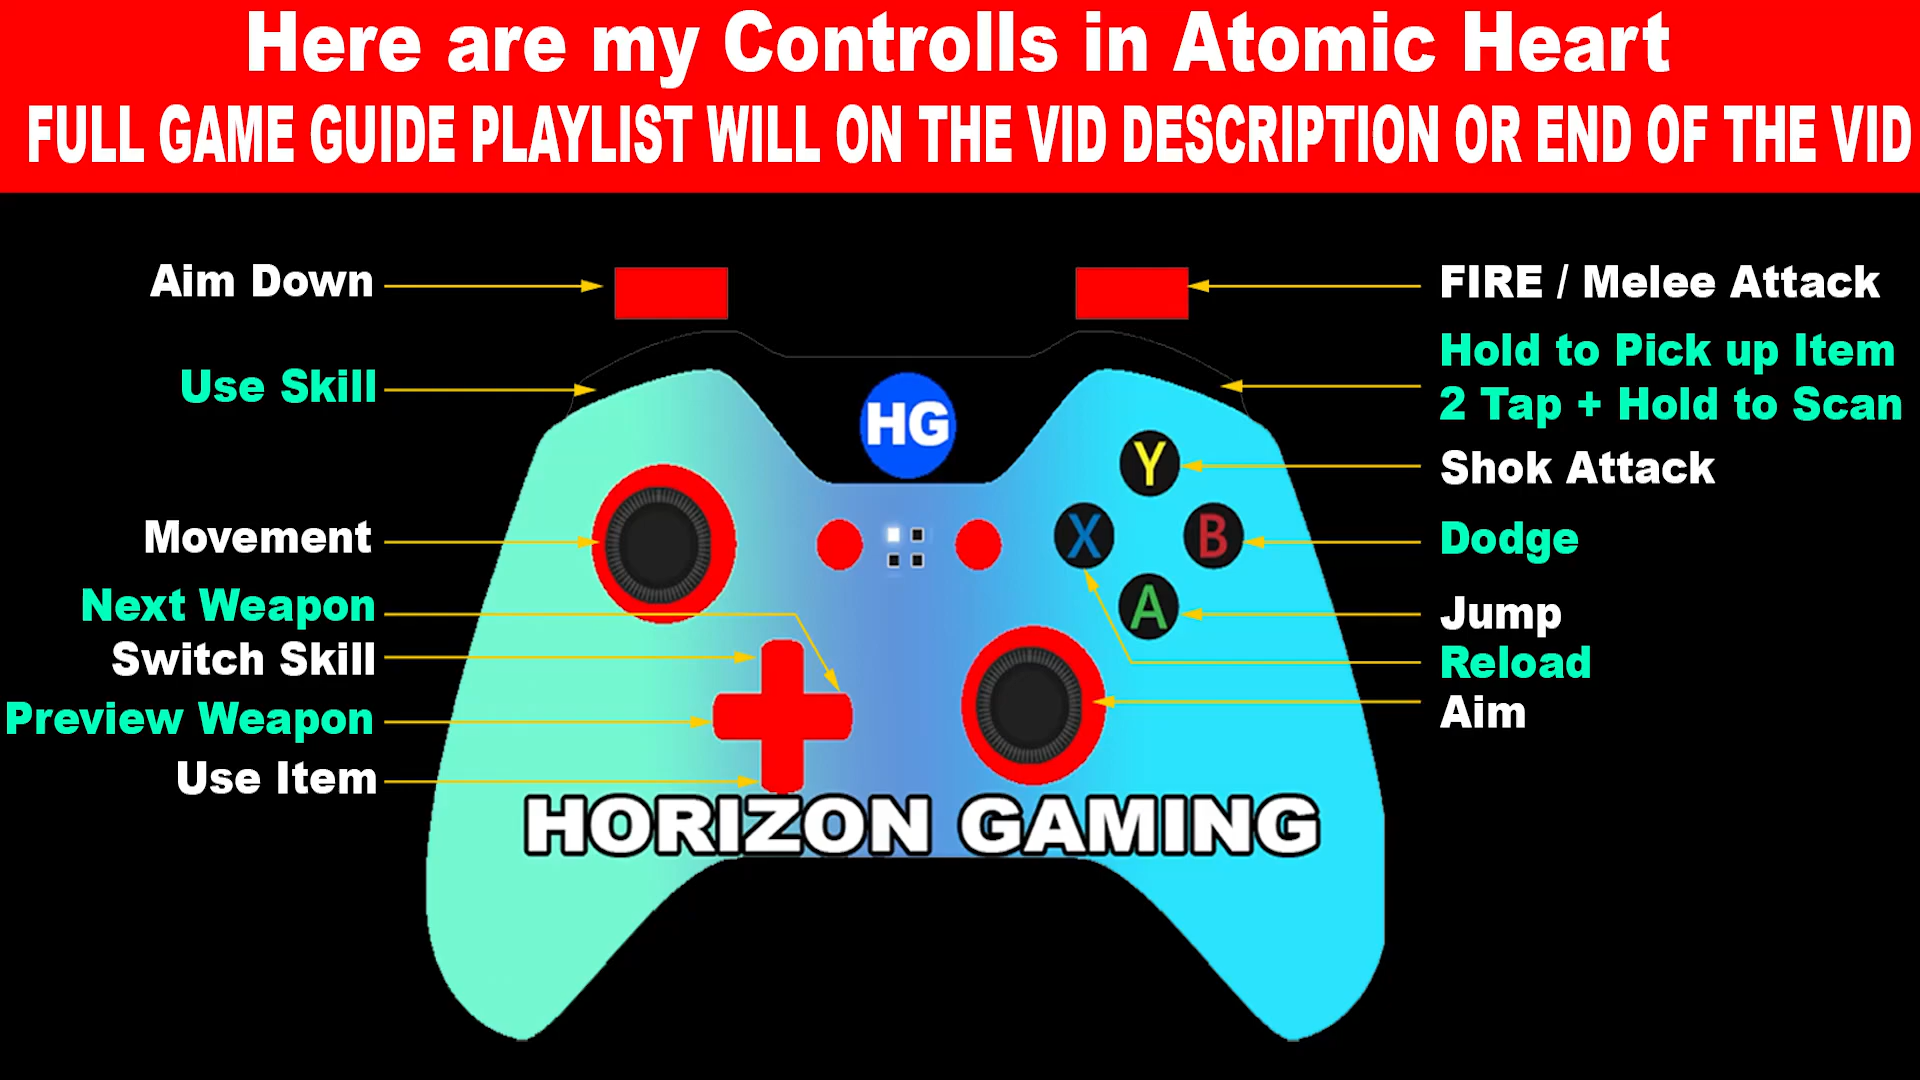 Here are my Controlls in Atomic Heart
FULL GAME GUIDE PLAYLIST WILL ON THE VID DESCRIPTION OR END OF THE VID
Aim Down
Use Skill
Movement
Next Weapon
Switch Skill
Preview Weapon
Use Item
HG
Y
X
B
A
FIRE / Melee Attack
Hold to Pick up Item
2 Tap + Hold to Scan
Shok Attack
Dodge
Jump
Reload
Aim
HORIZON GAMING